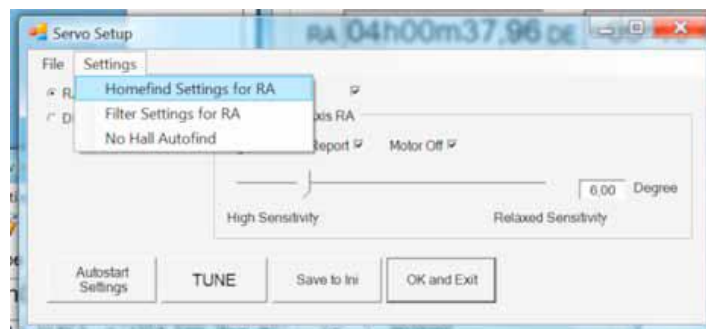 Servo Setup
RA 04h00m37.96 DE
File Settings
Homefind Settings for RA
Filter Settings for RA
No Hall Autofind
R
D
xis RA
Report Motor Off
6,00 Degree
High Sensitivity Relaxed Sensitivity
Autostart Settings
TUNE
Save to Ini
OK and Exit